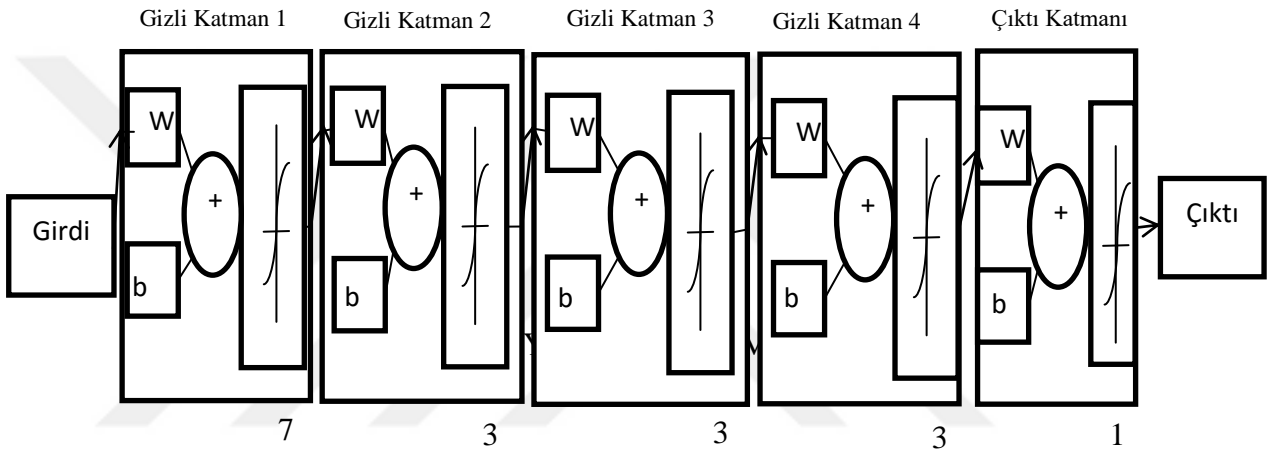 Gizli Katman 1
Gizli Katman 2
Gizli Katman 3
Gizli Katman 4
Çıktı Katmanı
Girdi
W
+
b
W
+
b
W
+
b
W
+
b
W
+
b
Çıktı
7
3
3
3
1